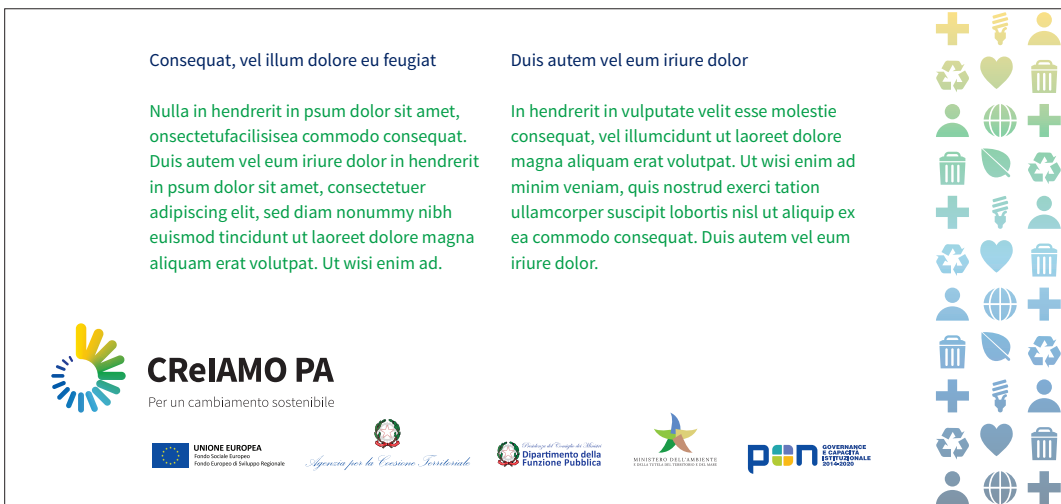 Consequat, vel illum dolore eu feugiat
Nulla in hendrerit in psum dolor sit amet,
onsectetufacilisisea commodo consequat.
Duis autem vel eum iriure dolor in hendrerit
in psum dolor sit amet, consectetuer
adipiscing elit, sed diam nonummy nibh
euismod tincidunt ut laoreet dolore magna
aliquam erat volutpat. Ut wisi enim ad.
Duis autem vel eum iriure dolor
In hendrerit in vulputate velit esse molestie
consequat, vel illumcidunt ut laoreet dolore
magna aliquam erat volutpat. Ut wisi enim ad
minim veniam, quis nostrud exerci tation
ullamcorper suscipit lobortis nisl ut aliquip ex
ea commodo consequat. Duis autem vel eum
iriure dolor.
CReIAMO PA
Per un cambiamento sostenibile
UNIONE EUROPEA
Fondo Sociale Europeo
Fondo Europeo di Sviluppo Regionale
Agenzia per la Coesione Territoriale
Presidenza del Consiglio dei Ministri
Dipartimento della
Funzione Pubblica
MINISTERO DELL'AMBIENTE
E DELLA TUTELA DEL TERRITORIO E DEL MARE
pon
GOVERNANCE
E CAPACITÀ
ISTITUZIONALE
2014-2020